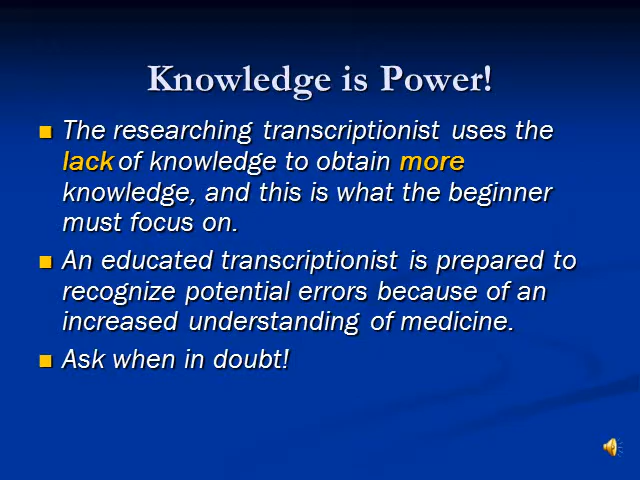 Knowledge is Power!
The researching transcriptionist uses the
lack of knowledge to obtain more
knowledge, and this is what the beginner
must focus on.
An educated transcriptionist is prepared to
recognize potential errors because of an
increased understanding of medicine.
Ask when in doubt!